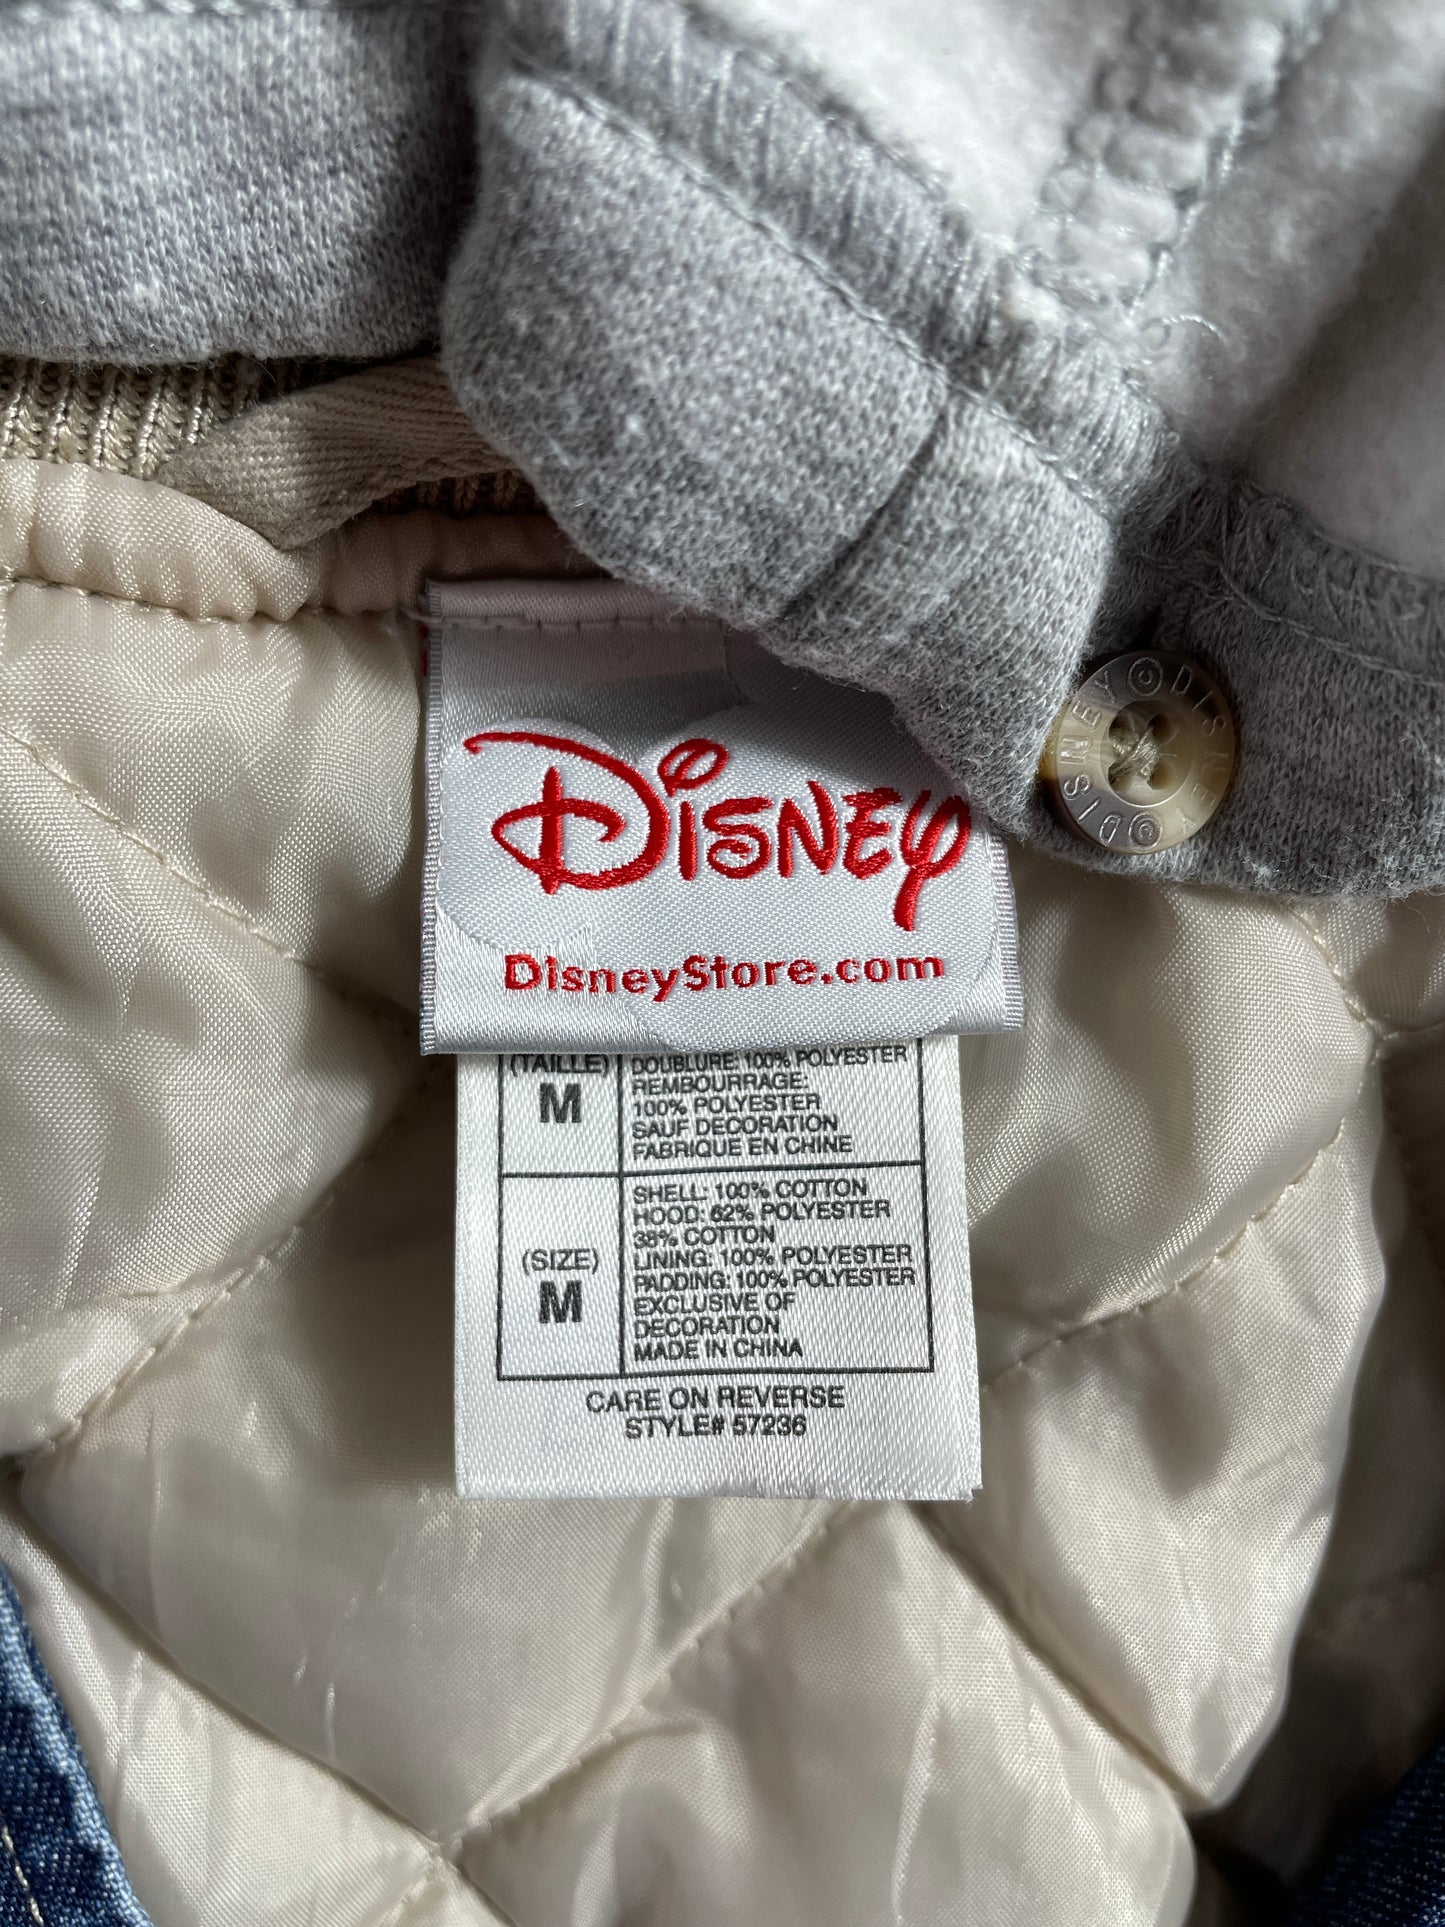 Disney
DisneyStore.com
DISNEY © DISNEY ©
(TAILLE)
M
DOUBLURE: 100% POLYESTER
REMBOURRAGE:
100% POLYESTER
SAUF DECORATION
FABRIQUE EN CHINE
(SIZE)
M
SHELL: 100% COTTON
HOOD: 62% POLYESTER
38% COTTON
LINING: 100% POLYESTER
PADDING: 100% POLYESTER
EXCLUSIVE OF
DECORATION
MADE IN CHINA
CARE ON REVERSE
STYLE# 57236